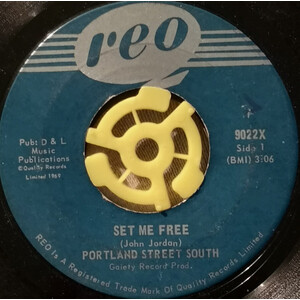 reo
Pub: D & L
Music
Publications
© Quality Records
Limited 1969
9022X
Side 1
(BMI) 3:06
SET ME FREE
(John Jordan)
PORTLAND STREET SOUTH
Gaiety Record Prod.
REO Is A Registered Trade Mark Of Quality Records Limited